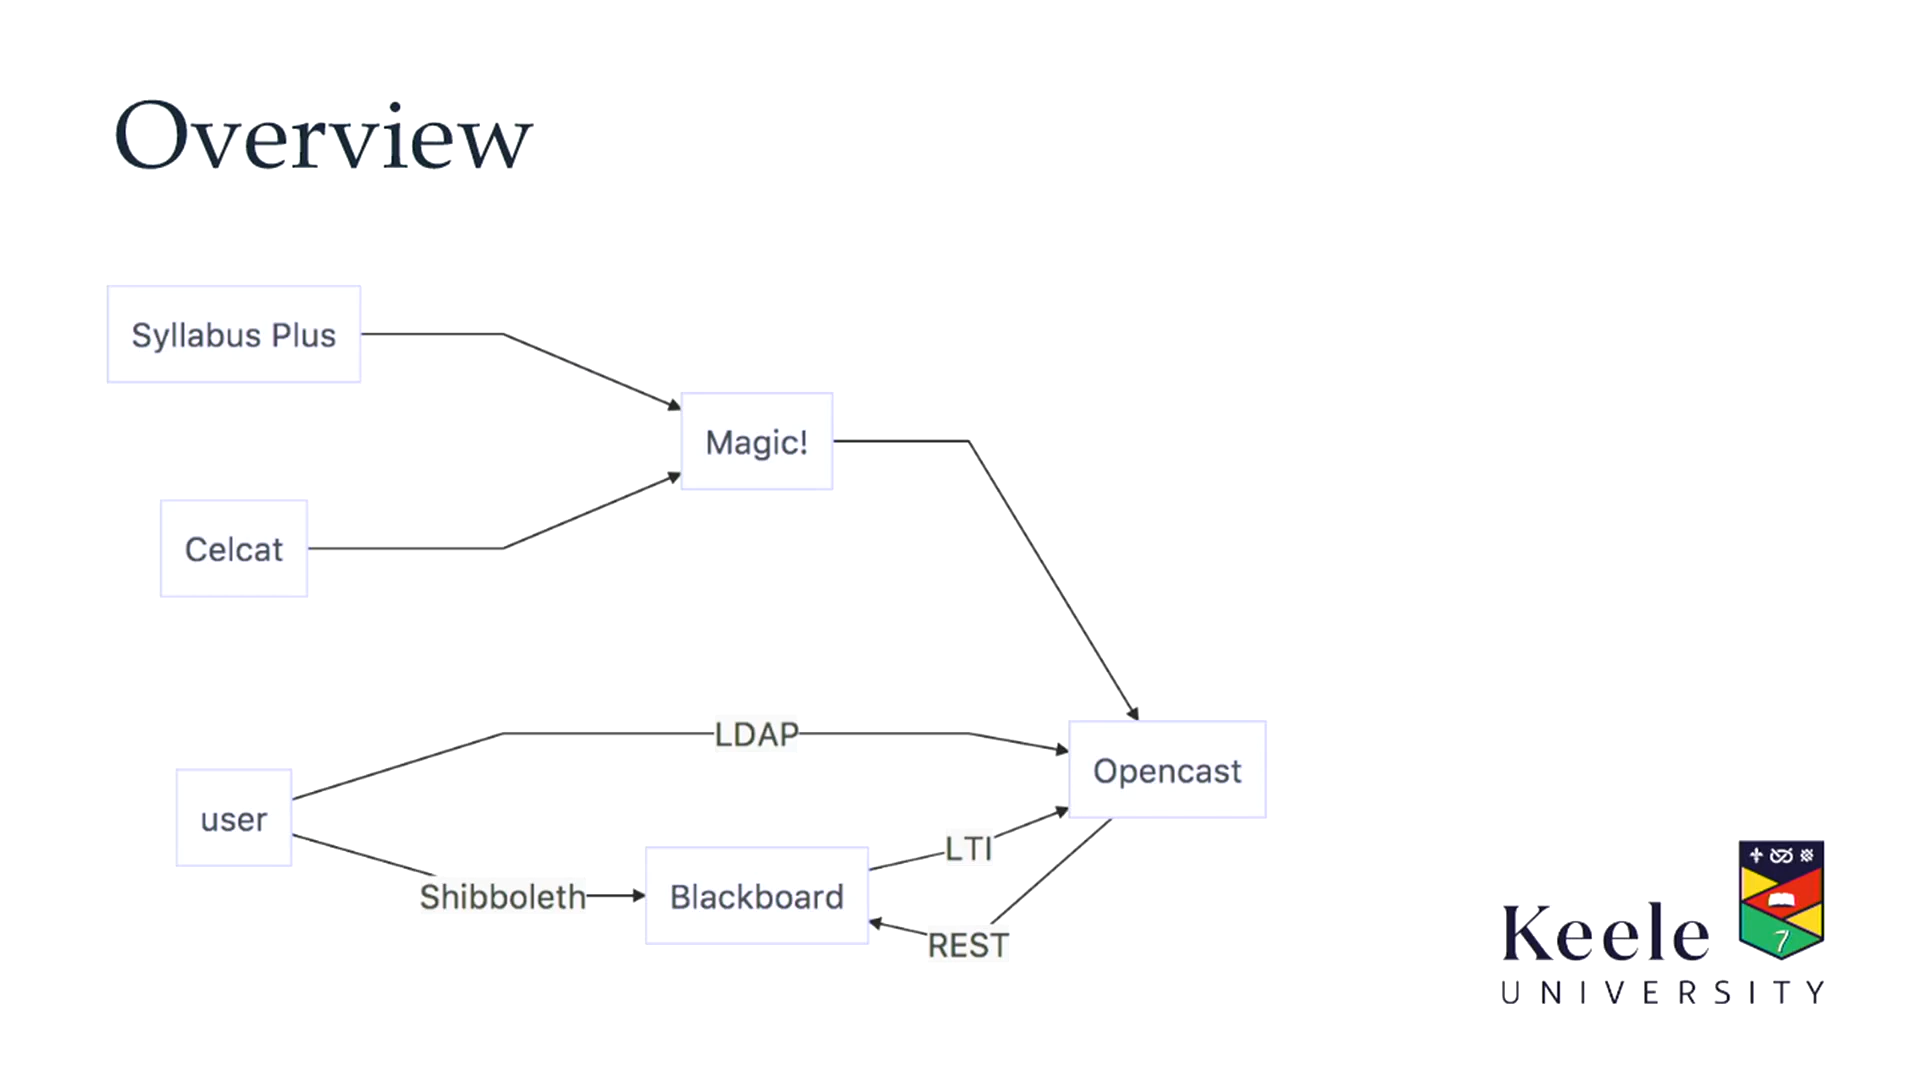 Overview
Syllabus Plus
Magic!
Celcat
LDAP
Opencast
user
LTI
Shibboleth
Blackboard
REST
Keele
UNIVERSITY